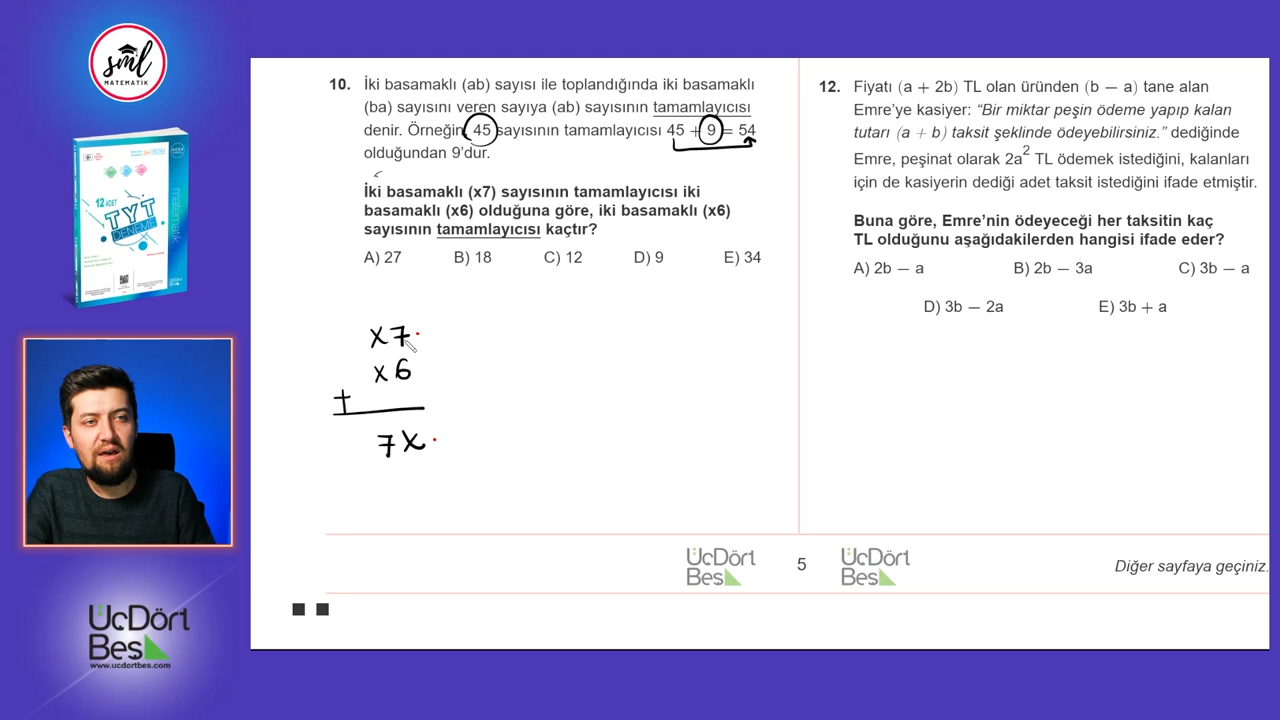 sml
MATEMATİK
12 ADET
TYT
DENEME
matematik
ÜçDört
Beş
www.ucdortbes.com
10. İki basamaklı (ab) sayısı ile toplandığında iki basamaklı
(ba) sayısını veren sayıya (ab) sayısının tamamlayıcısı
denir. Örneğin, 45 sayısının tamamlayıcısı 45 + 9 = 54
olduğundan 9'dur.
İki basamaklı (x7) sayısının tamamlayıcısı iki
basamaklı (x6) olduğuna göre, iki basamaklı (x6)
sayısının tamamlayıcısı kaçtır?
A) 27 B) 18 C) 12 D) 9 E) 34
x7
x6
+
7x
12. Fiyatı (a + 2b) TL olan üründen (b − a) tane alan
Emre'ye kasiyer: "Bir miktar peşin ödeme yapıp kalan
tutarı (a + b) taksit şeklinde ödeyebilirsiniz." dediğinde
Emre, peşinat olarak 2a² TL ödemek istediğini, kalanları
için de kasiyerin dediği adet taksit istediğini ifade etmiştir.
Buna göre, Emre'nin ödeyeceği her taksitin kaç
TL olduğunu aşağıdakilerden hangisi ifade eder?
A) 2b − a B) 2b − 3a C) 3b − a
D) 3b − 2a E) 3b + a
ÜçDört
Beş
5
ÜçDört
Beş
Diğer sayfaya geçiniz.